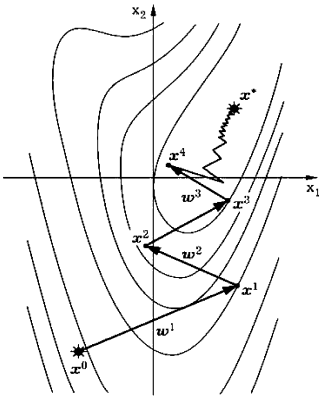 x₂
x*
x⁴
x₁
w³
x³
x²
w²
x¹
w¹
x⁰